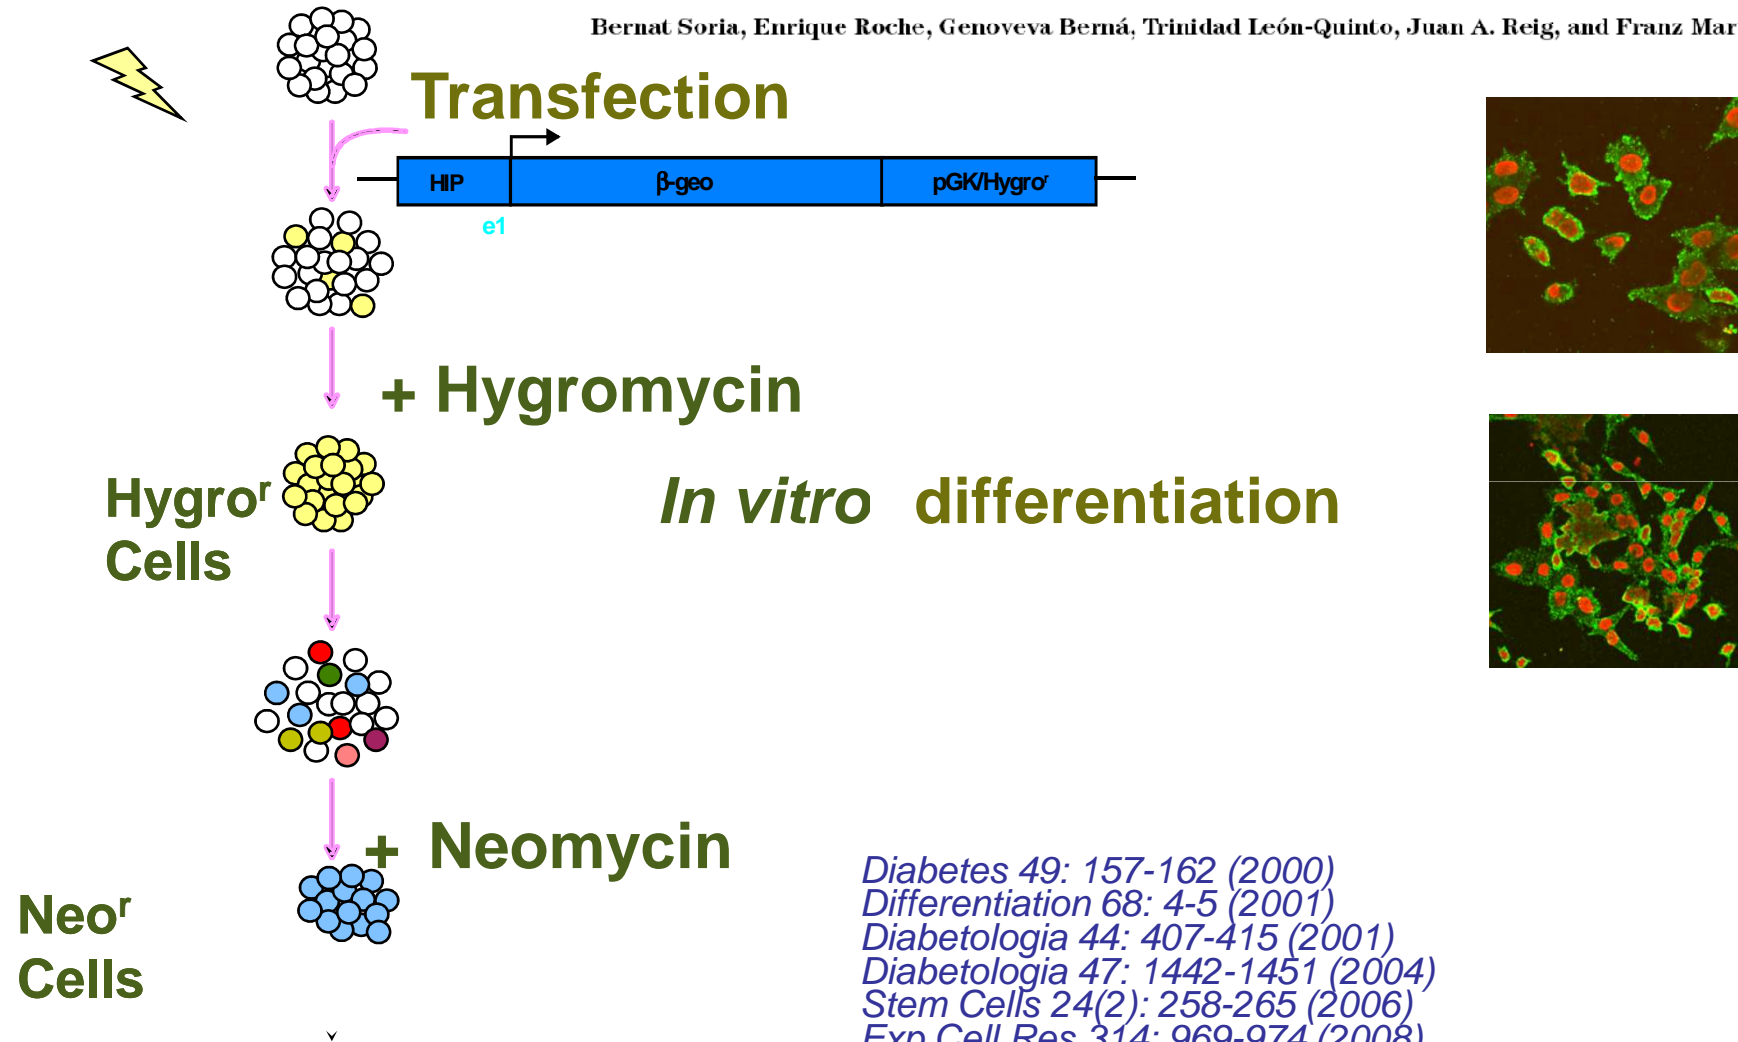 Bernat Soria, Enrique Roche, Genoveva Berná, Trinidad León-Quinto, Juan A. Reig, and Franz Mar
Transfection
HIP β-geo pGK/Hygroʳ
e1
+ Hygromycin
Hygroʳ
Cells
In vitro differentiation
+ Neomycin
Neoʳ
Cells
Diabetes 49: 157-162 (2000)
Differentiation 68: 4-5 (2001)
Diabetologia 44: 407-415 (2001)
Diabetologia 47: 1442-1451 (2004)
Stem Cells 24(2): 258-265 (2006)
Exp Cell Res 314: 969-974 (2008)